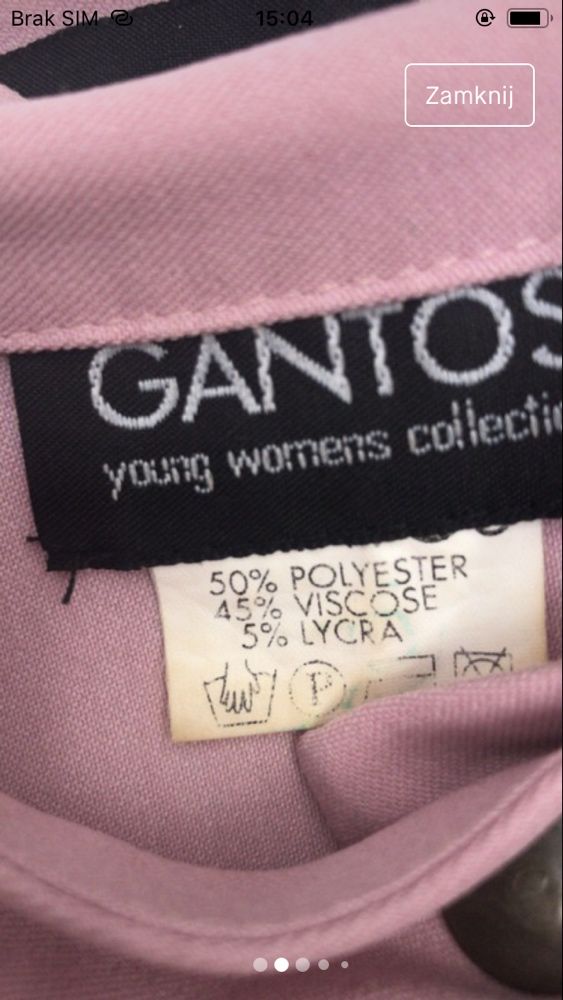 Brak SIM
15:04
Zamknij
GANTOS
young womens collecti
50% POLYESTER
45% VISCOSE
5% LYCRA
P